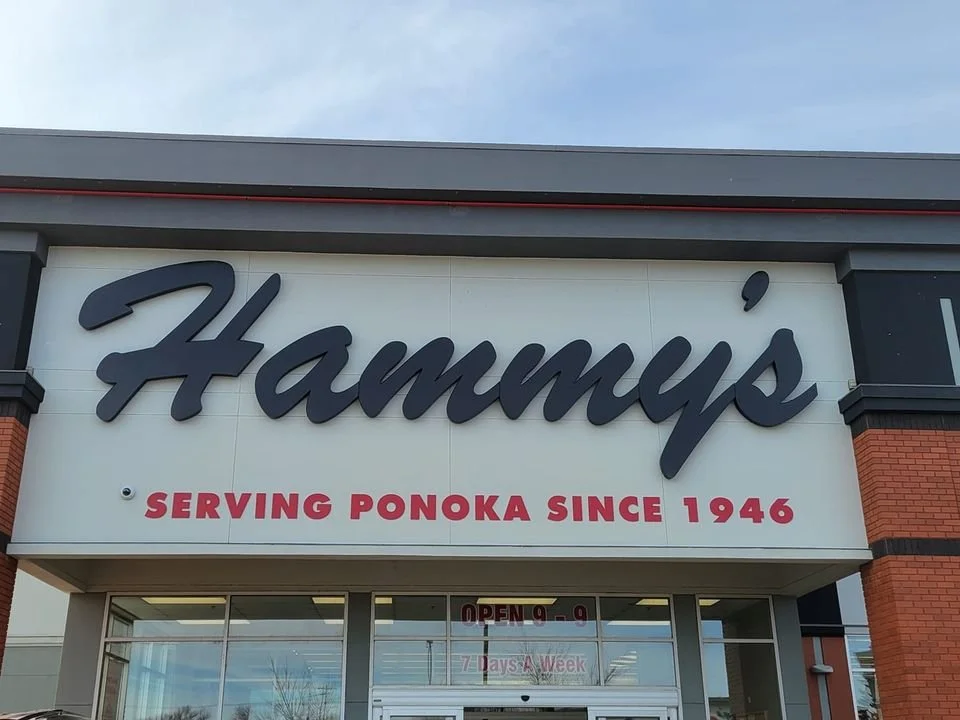 Hammy's
SERVING PONOKA SINCE 1946
OPEN 9 - 9
7 Days A Week